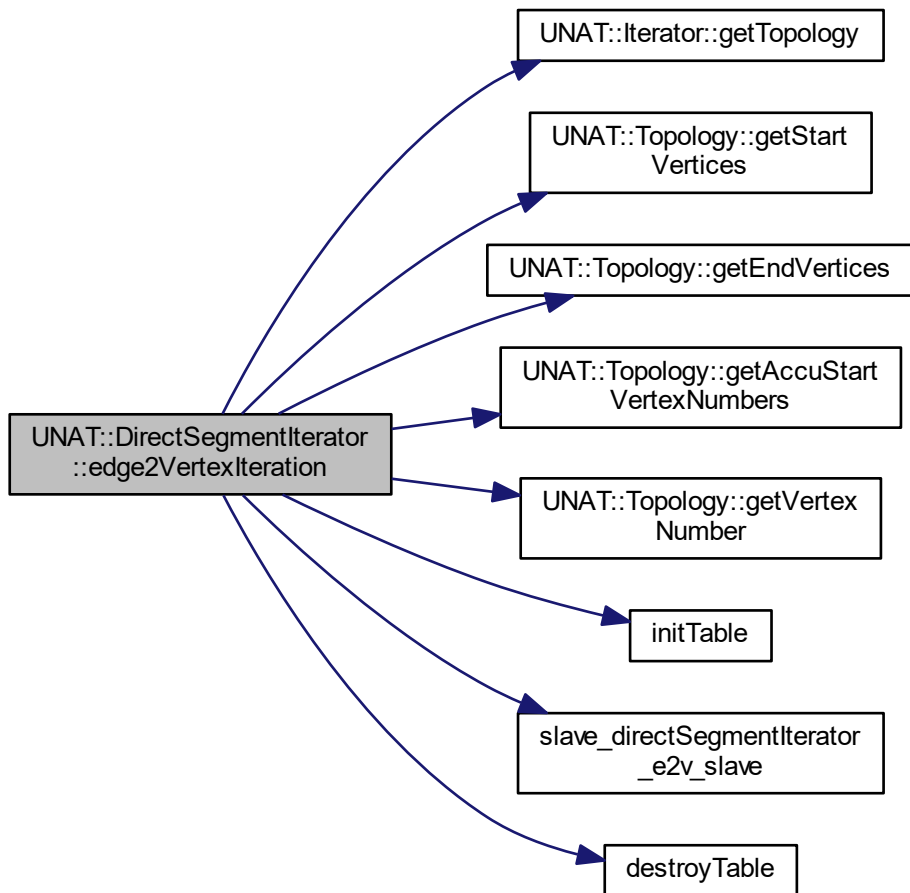 UNAT::Iterator::getTopology
UNAT::Topology::getStart
Vertices
UNAT::Topology::getEndVertices
UNAT::Topology::getAccuStart
VertexNumbers
UNAT::DirectSegmentIterator
::edge2VertexIteration
UNAT::Topology::getVertex
Number
initTable
slave_directSegmentIterator
_e2v_slave
destroyTable